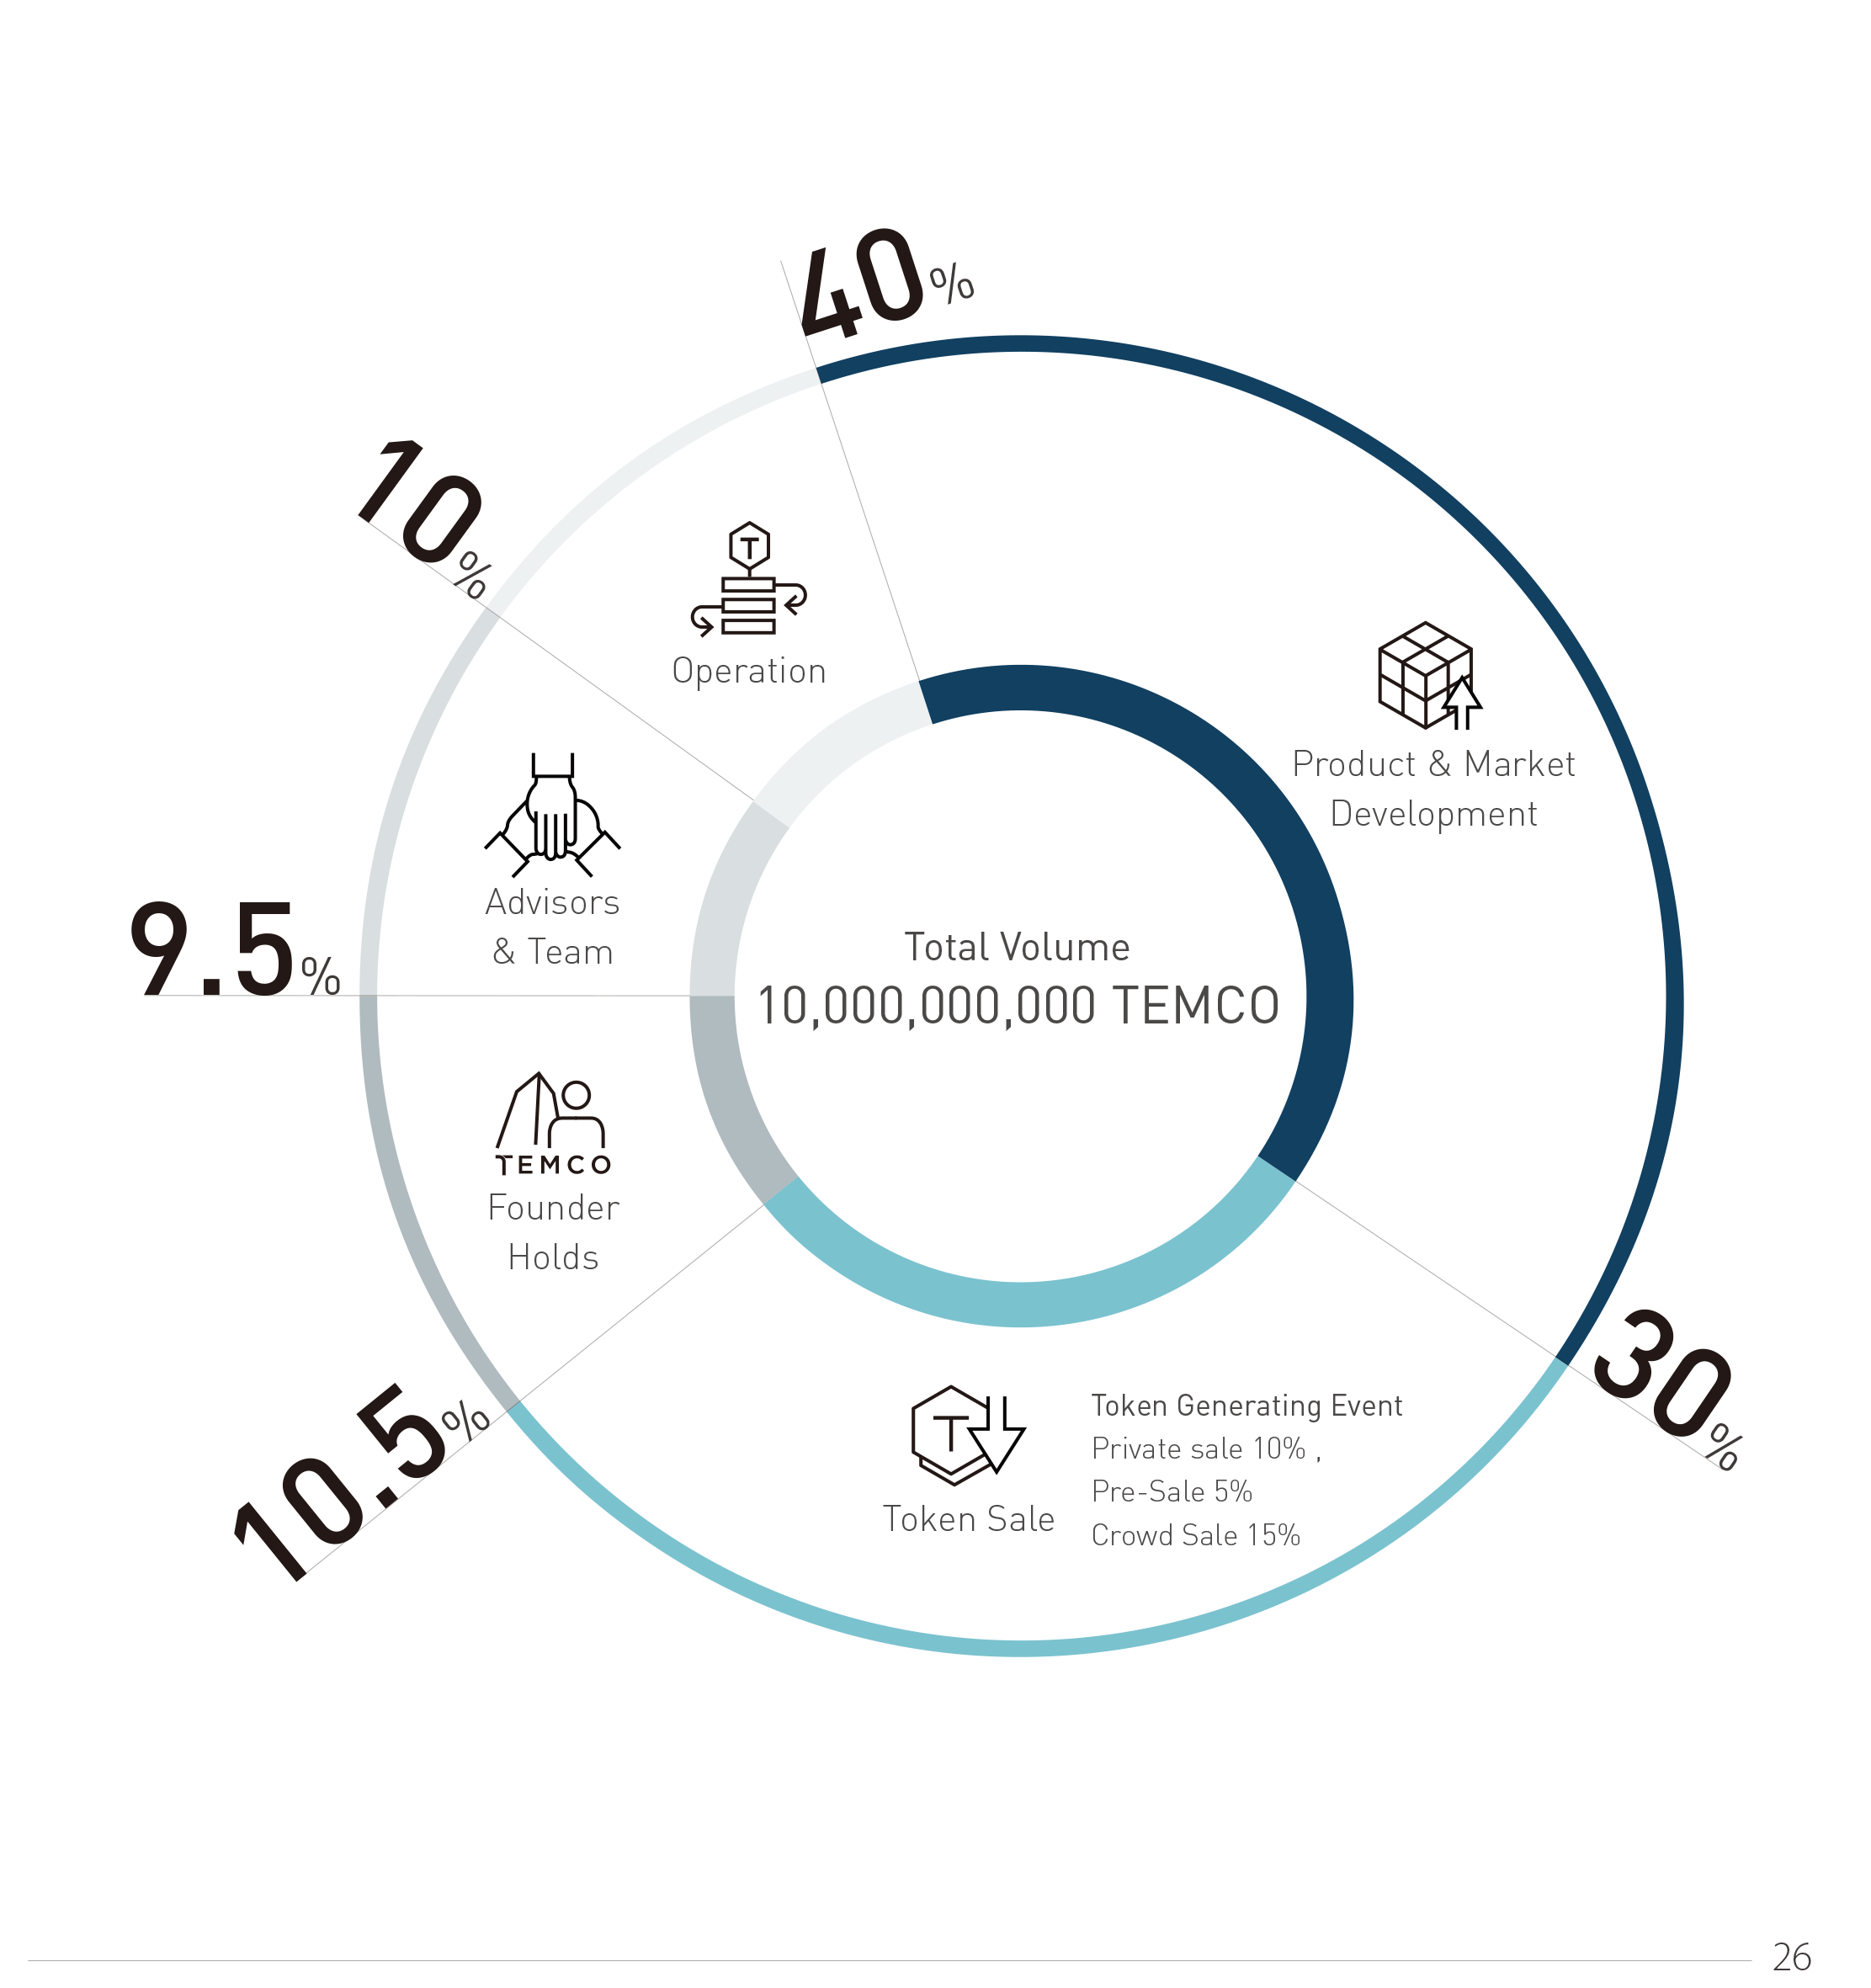 40%
10%
T
Operation
Product & Market
Development
Advisors
& Team
9.5%
Total Volume
10,000,000,000 TEMCO
TEMCO
Founder
Holds
30%
10.5%
T
Token Sale
Token Generating Event
Private sale 10% ,
Pre-Sale 5%
Crowd Sale 15%
26